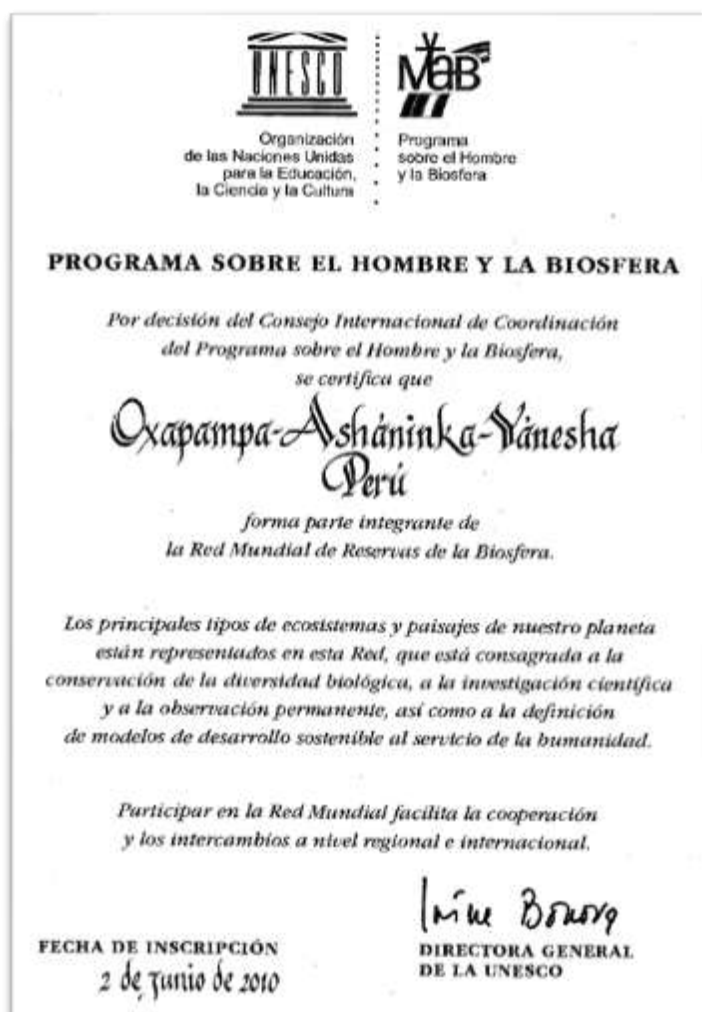 UNESCO
MaB
Organización
de las Naciones Unidas
para la Educación,
la Ciencia y la Cultura
Programa
sobre el Hombre
y la Biosfera
PROGRAMA SOBRE EL HOMBRE Y LA BIOSFERA
Por decisión del Consejo Internacional de Coordinación
del Programa sobre el Hombre y la Biosfera,
se certifica que
Oxapampa-Asháninka-Yánesha
Perú
forma parte integrante de
la Red Mundial de Reservas de la Biosfera.
Los principales tipos de ecosistemas y paisajes de nuestro planeta
están representados en esta Red, que está consagrada a la
conservación de la diversidad biológica, a la investigación científica
y a la observación permanente, así como a la definición
de modelos de desarrollo sostenible al servicio de la humanidad.
Participar en la Red Mundial facilita la cooperación
y los intercambios a nivel regional e internacional.
FECHA DE INSCRIPCIÓN
2 de Junio de 2010
Irina Bokova
DIRECTORA GENERAL
DE LA UNESCO